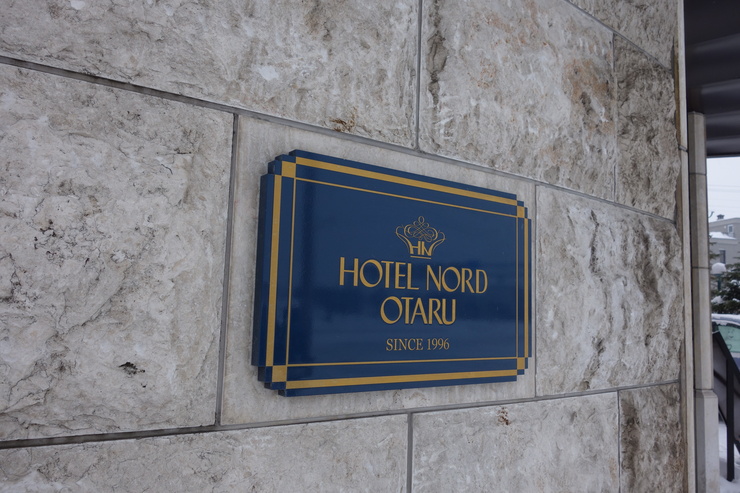 HN
HOTEL NORD
OTARU
SINCE 1996